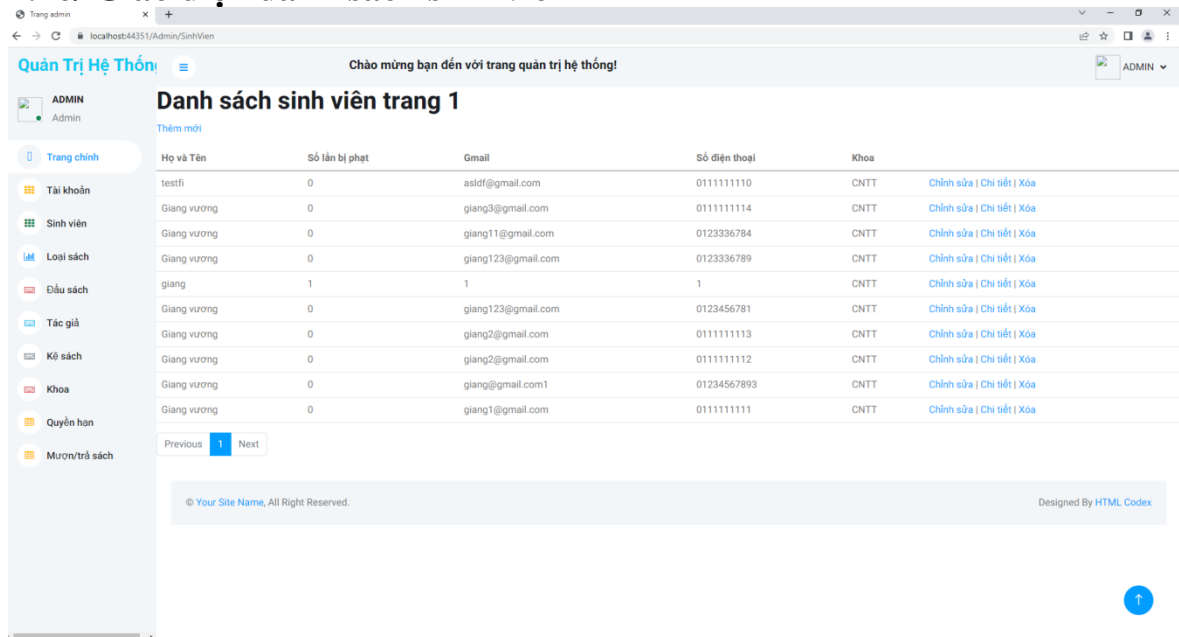 Trang admin
localhost:44351/Admin/SinhVien
Quản Trị Hệ Thống
Chào mừng bạn đến với trang quản trị hệ thống!
ADMIN
ADMIN
Admin
Danh sách sinh viên trang 1
Thêm mới
Trang chính
Tài khoản
Sinh viên
Loại sách
Đầu sách
Tác giả
Kệ sách
Khoa
Quyền hạn
Mượn/trả sách
Họ và Tên Số lần bị phạt Gmail Số điện thoại Khoa
testfi 0 asldf@gmail.com 0111111110 CNTT Chỉnh sửa | Chi tiết | Xóa
Giang vương 0 giang3@gmail.com 0111111114 CNTT Chỉnh sửa | Chi tiết | Xóa
Giang vương 0 giang11@gmail.com 0123336784 CNTT Chỉnh sửa | Chi tiết | Xóa
Giang vương 0 giang123@gmail.com 0123336789 CNTT Chỉnh sửa | Chi tiết | Xóa
giang 1 1 1 CNTT Chỉnh sửa | Chi tiết | Xóa
Giang vương 0 giang123@gmail.com 0123456781 CNTT Chỉnh sửa | Chi tiết | Xóa
Giang vương 0 giang2@gmail.com 0111111113 CNTT Chỉnh sửa | Chi tiết | Xóa
Giang vương 0 giang2@gmail.com 0111111112 CNTT Chỉnh sửa | Chi tiết | Xóa
Giang vương 0 giang@gmail.com1 01234567893 CNTT Chỉnh sửa | Chi tiết | Xóa
Giang vương 0 giang1@gmail.com 0111111111 CNTT Chỉnh sửa | Chi tiết | Xóa
Previous 1 Next
© Your Site Name, All Right Reserved.
Designed By HTML Codex